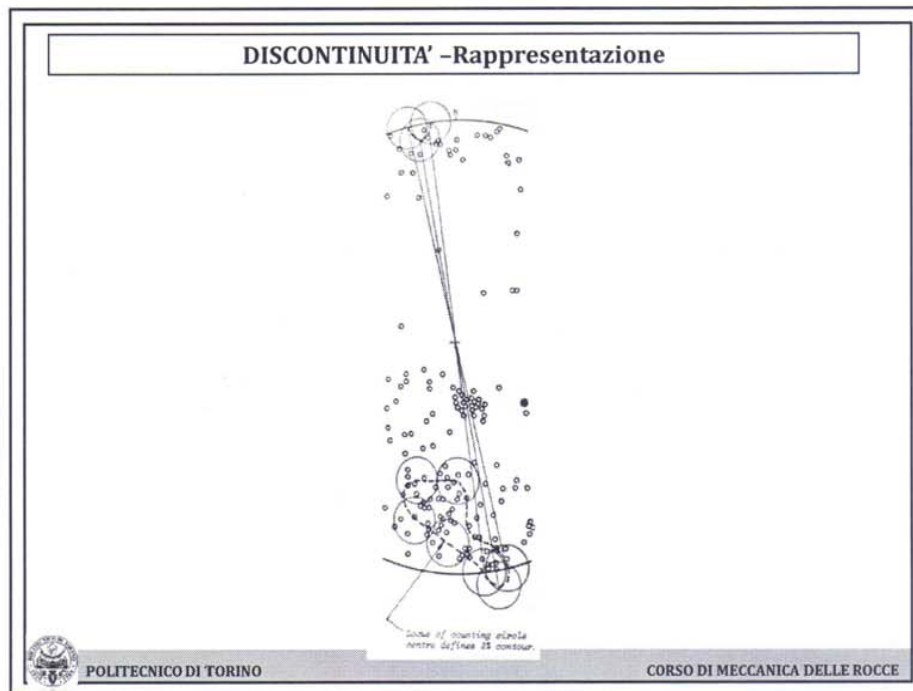 DISCONTINUITA' –Rappresentazione
Locus of counting circle
centre defines 2% contour.
POLITECNICO DI TORINO
CORSO DI MECCANICA DELLE ROCCE